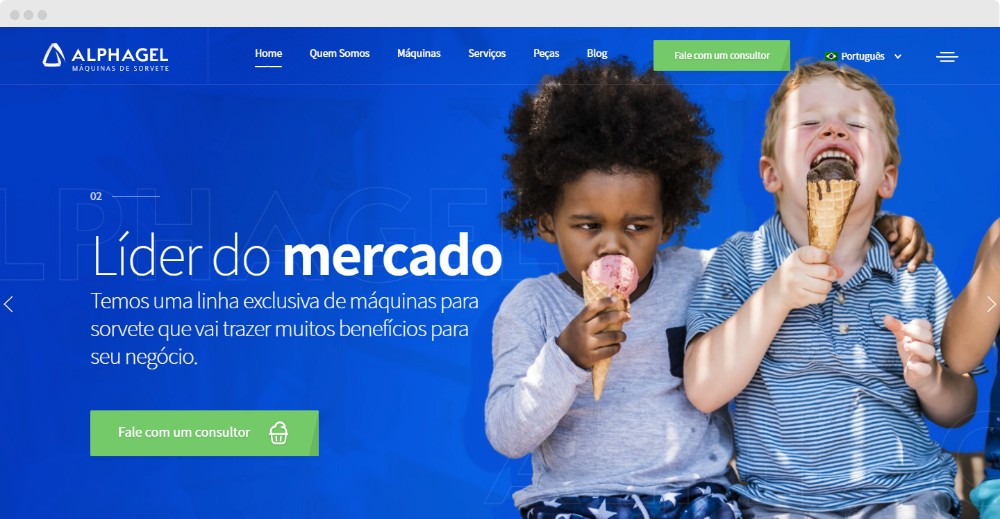 ALPHAGEL
MÁQUINAS DE SORVETE
Home Quem Somos Máquinas Serviços Peças Blog
Fale com um consultor
Português
ALPHAGEL
02
Líder do mercado
Temos uma linha exclusiva de máquinas para
sorvete que vai trazer muitos benefícios para
seu negócio.
Fale com um consultor